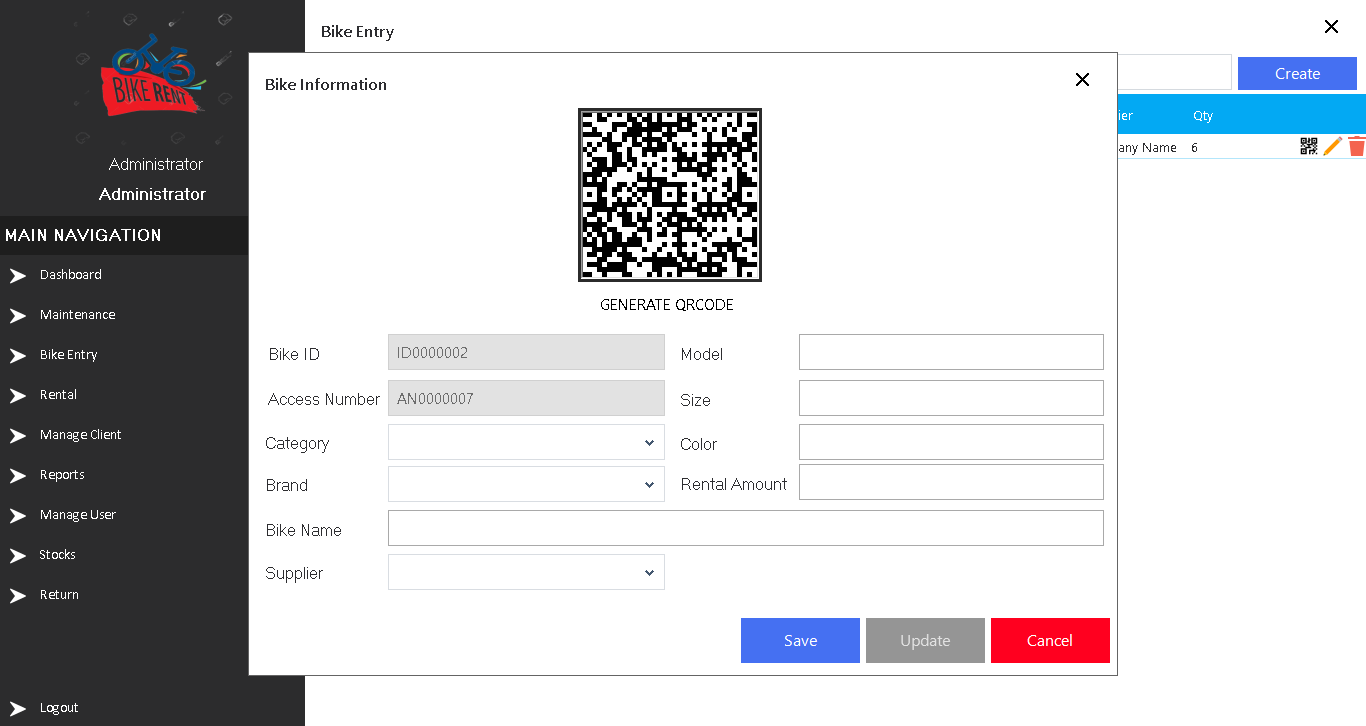 BIKE RENT
Administrator
Administrator
MAIN NAVIGATION
Dashboard
Maintenance
Bike Entry
Rental
Manage Client
Reports
Manage User
Stocks
Return
Logout
Bike Entry
Create
ier Qty
any Name 6
Bike Information
GENERATE QRCODE
Bike ID ID0000002 Model
Access Number AN0000007 Size
Category Color
Brand Rental Amount
Bike Name
Supplier
Save Update Cancel